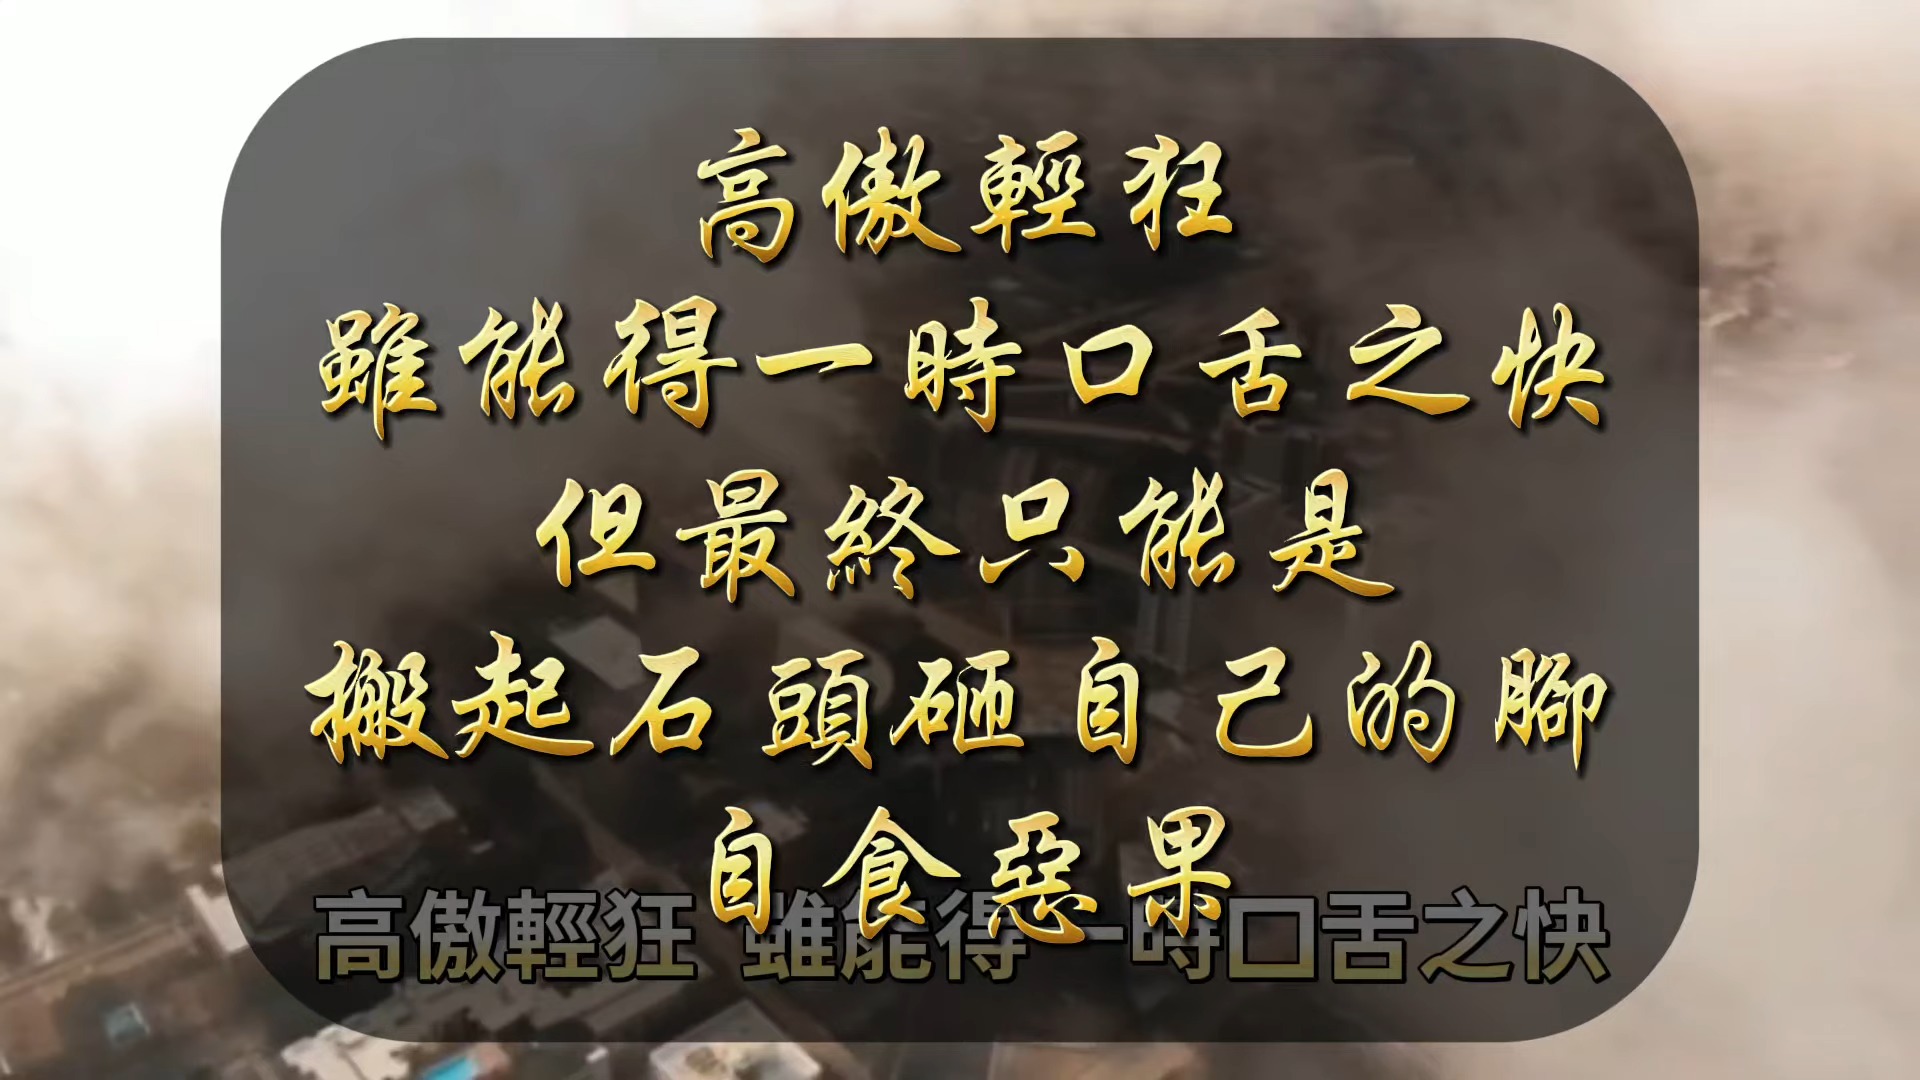 高傲輕狂
雖能得一時口舌之快
但最終只能是
搬起石頭砸自己的腳
自食惡果
高傲輕狂 雖能得一時口舌之快